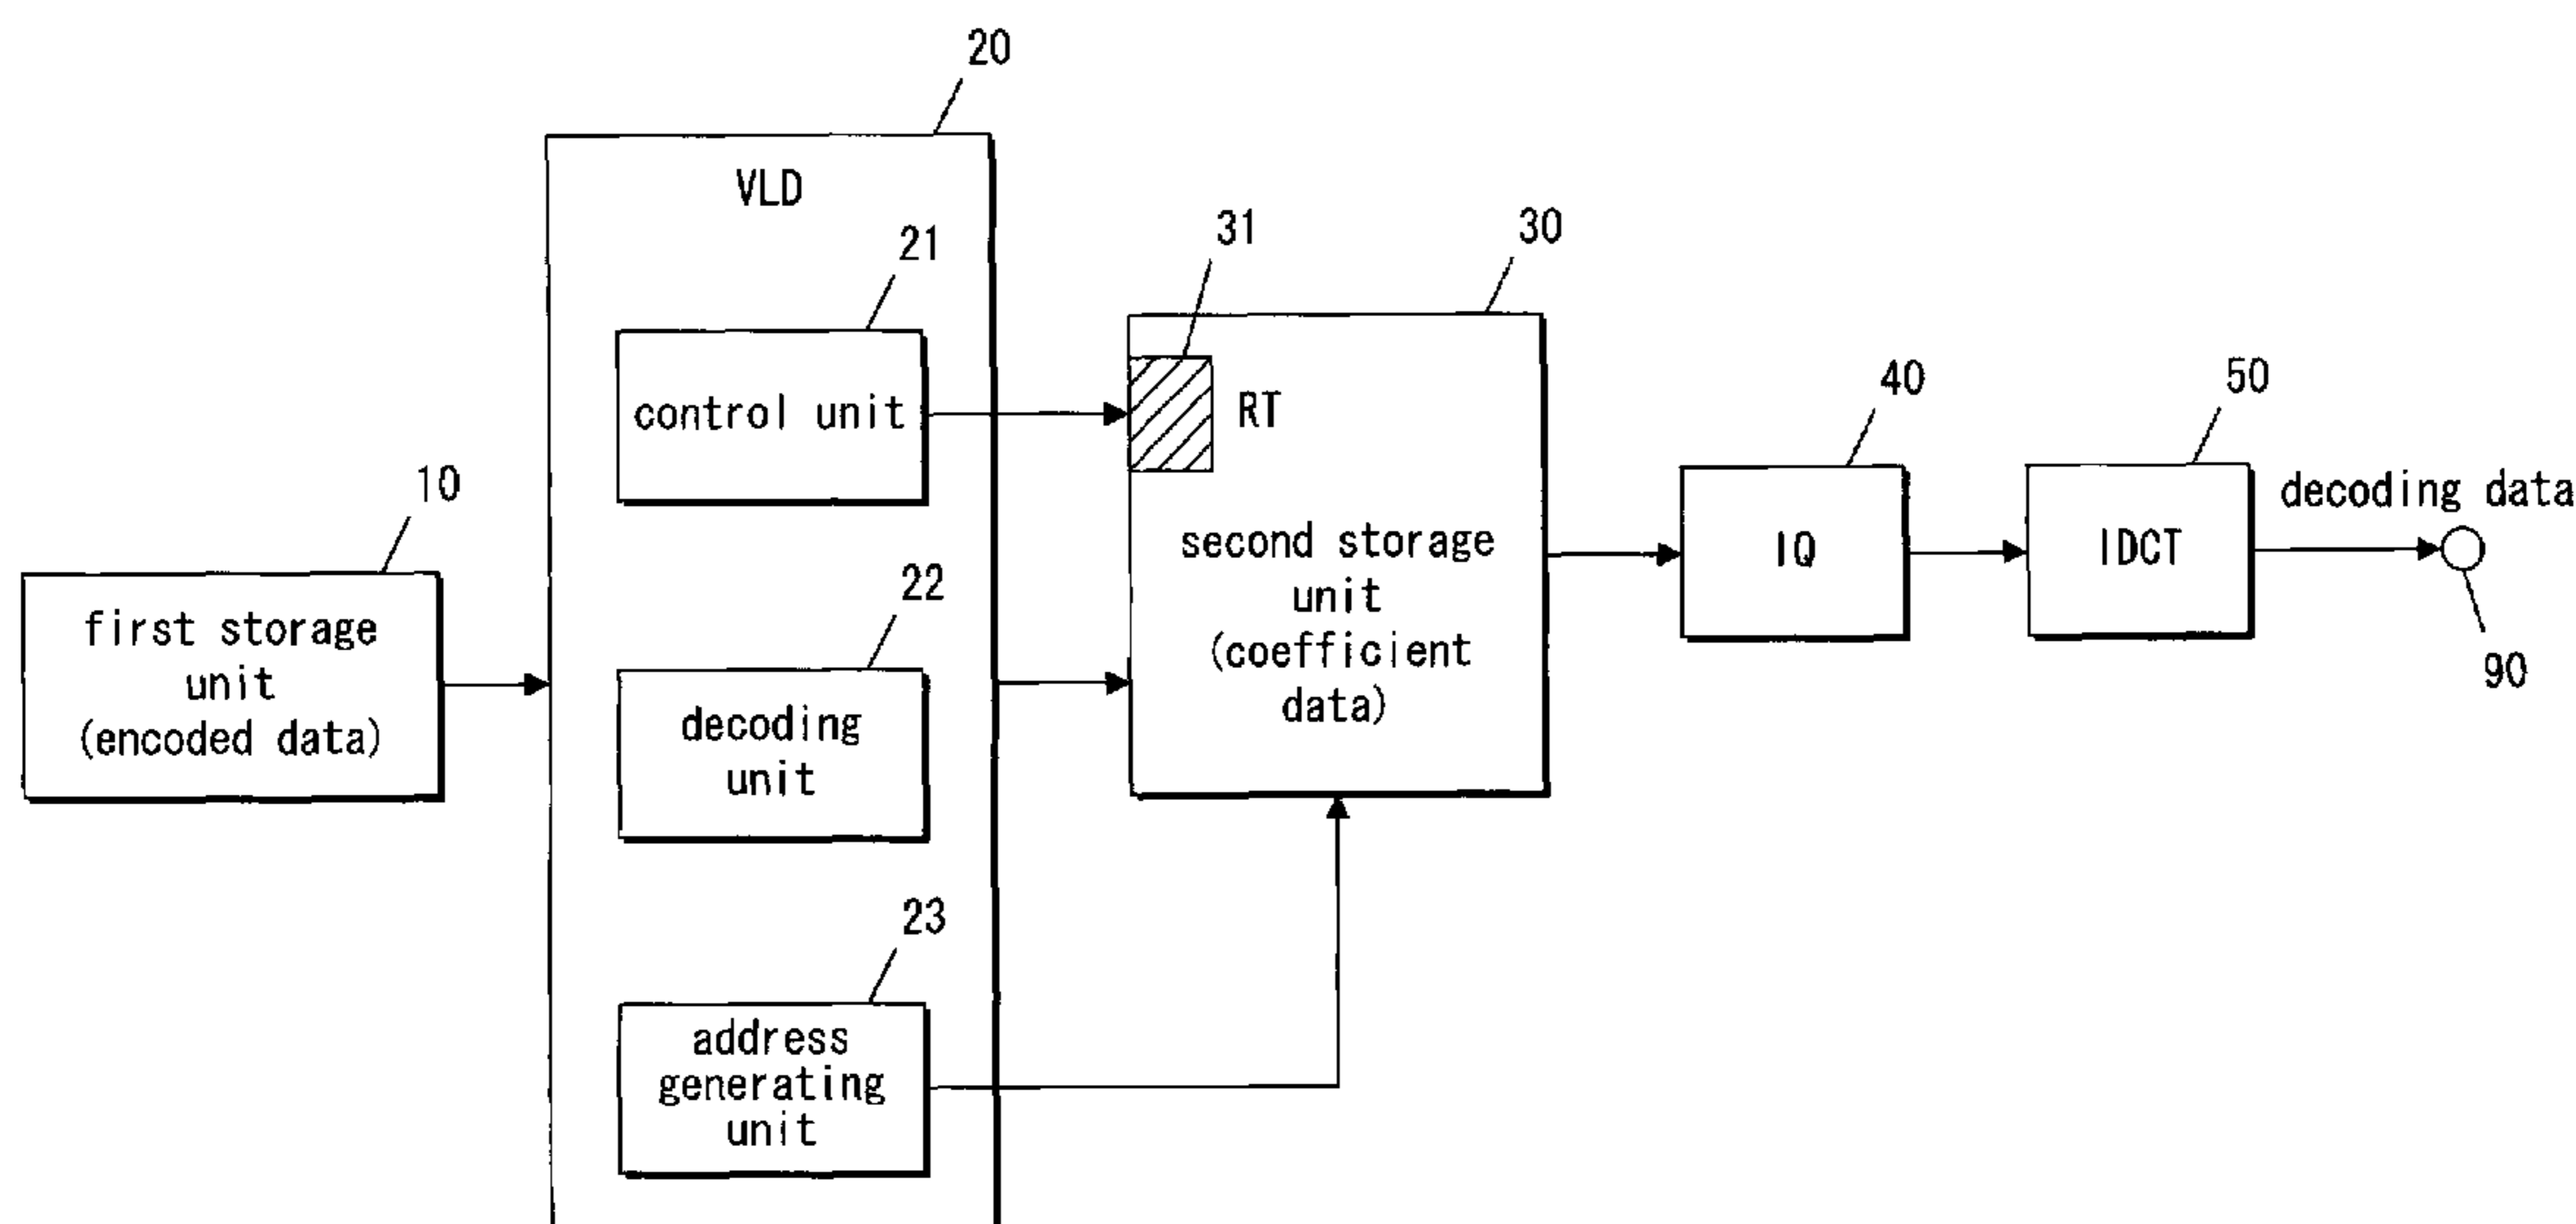 20
VLD
21
control unit
31
30
RT
40
50
decoding data
10
first storage
unit
(encoded data)
22
decoding
unit
second storage
unit
(coefficient
data)
IQ
IDCT
90
23
address
generating
unit